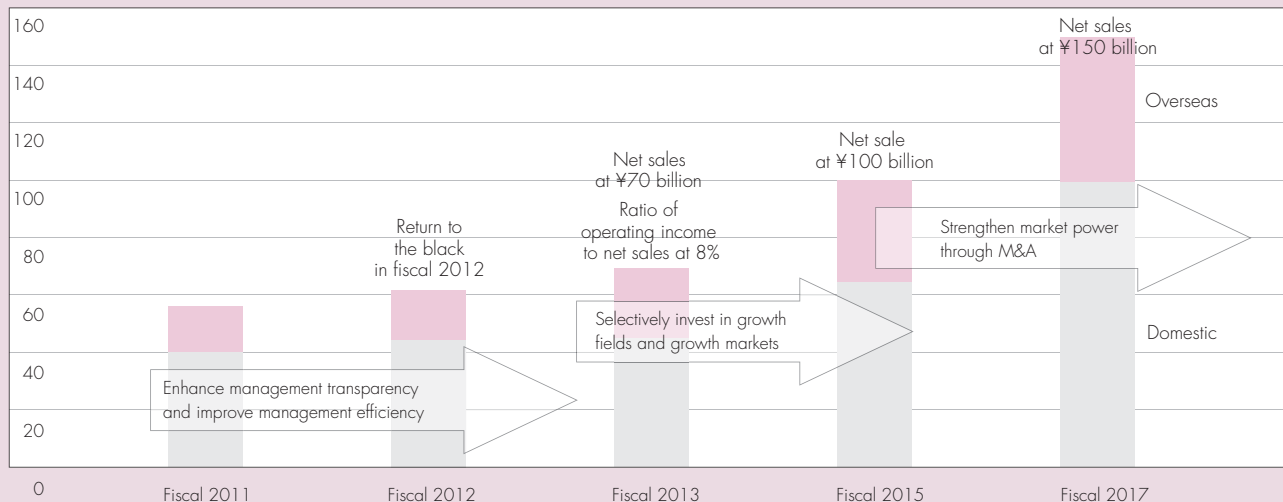 160
140
120
100
80
60
40
20
0
Net sales
at ¥150 billion
Overseas
Net sale
at ¥100 billion
Net sales
at ¥70 billion
Ratio of
operating income
to net sales at 8%
Return to
the black
in fiscal 2012
Strengthen market power
through M&A
Selectively invest in growth
fields and growth markets
Domestic
Enhance management transparency
and improve management efficiency
Fiscal 2011
Fiscal 2012
Fiscal 2013
Fiscal 2015
Fiscal 2017